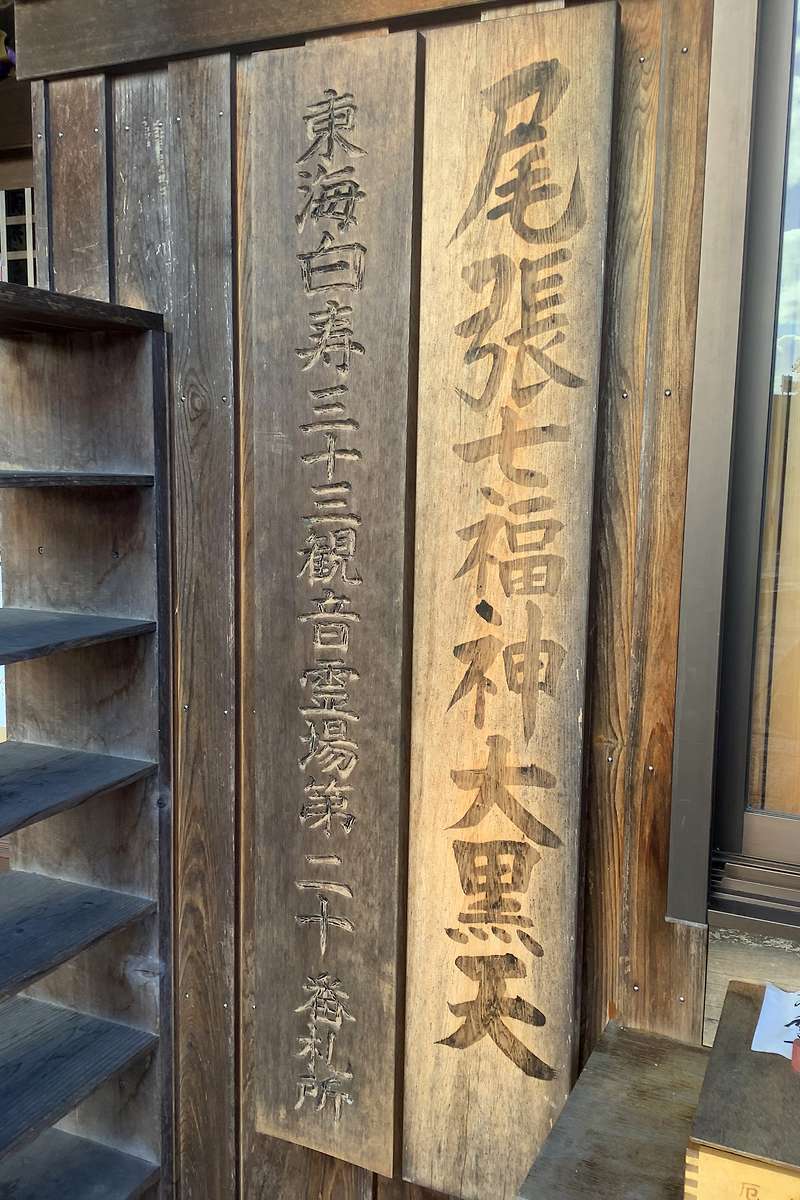 尾張七福神大黒天
東海白寿三十三観音霊場第二十番札所
厄